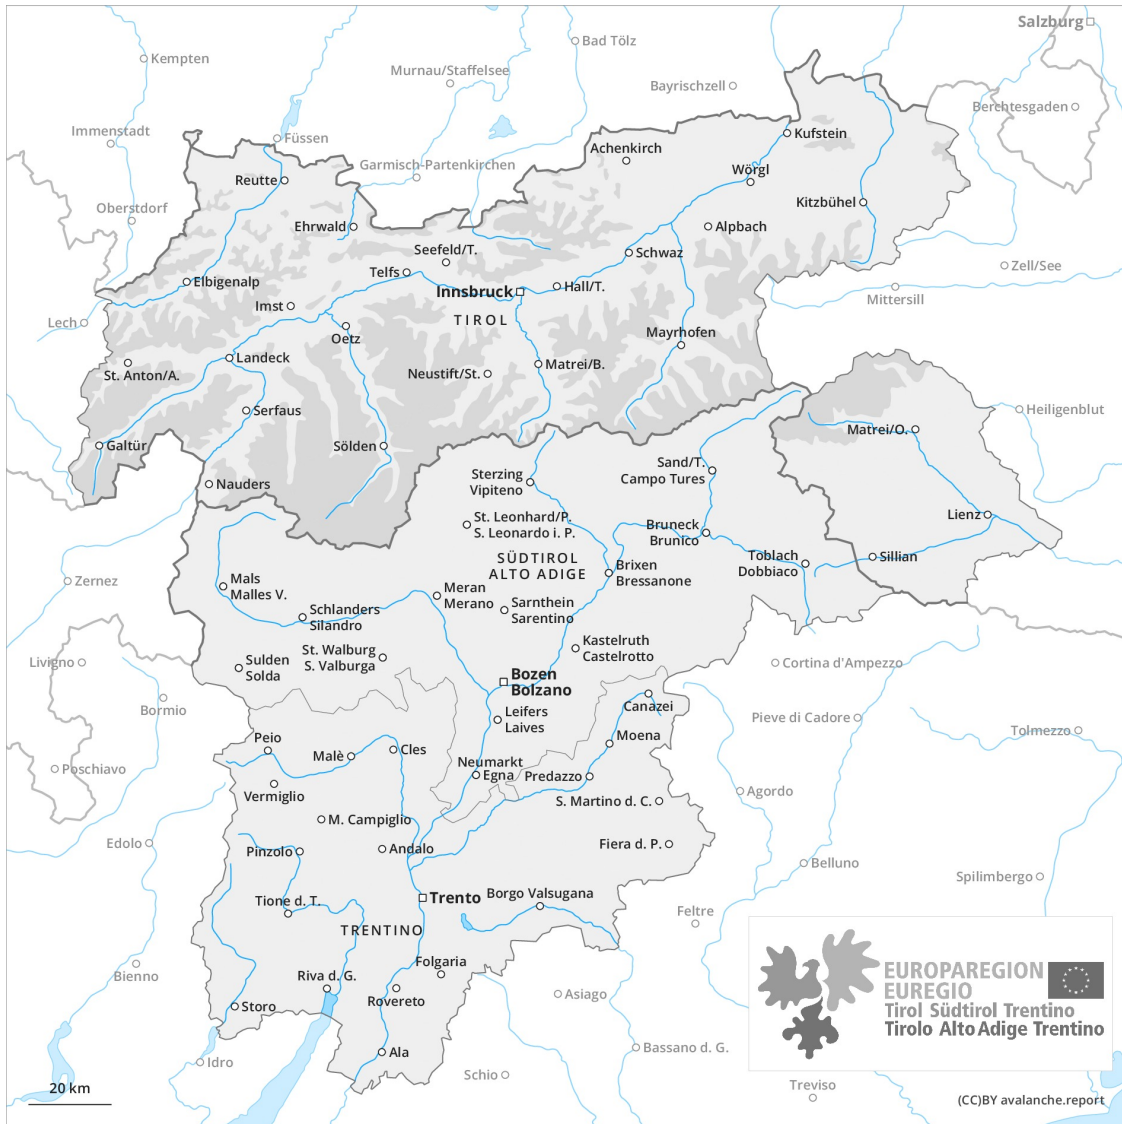 Salzburg
Kempten
Bad Tölz
Murnau/Staffelsee
Bayrischzell
Berchtesgaden
Immenstadt
Füssen
Kufstein
Achenkirch
Garmisch-Partenkirchen
Wörgl
Reutte
Oberstdorf
Kitzbühel
Ehrwald
Alpbach
Seefeld/T.
Schwaz
Telfs
Zell/See
Elbigenalp
Innsbruck
Hall/T.
Mittersill
Imst
TIROL
Lech
Oetz
Mayrhofen
Landeck
Matrei/B.
St. Anton/A.
Neustift/St.
Serfaus
Heiligenblut
Matrei/O.
Galtür
Sölden
Sand/T.
Campo Tures
Sterzing
Vipiteno
Nauders
St. Leonhard/P.
S. Leonardo i. P.
Bruneck
Brunico
Lienz
SÜDTIROL
ALTO ADIGE
Toblach
Dobbiaco
Sillian
Brixen
Bressanone
Zernez
Mals
Malles V.
Meran
Merano
Sarnthein
Sarentino
Schlanders
Silandro
Kastelruth
Castelrotto
St. Walburg
S. Valburga
Livigno
Sulden
Solda
Cortina d'Ampezzo
Bozen
Bolzano
Bormio
Canazei
Leifers
Laives
Pieve di Cadore
Tolmezzo
Peio
Malè
Cles
Moena
Neumarkt
Egna
Predazzo
Poschiavo
Vermiglio
Agordo
S. Martino d. C.
M. Campiglio
Edolo
Pinzolo
Andalo
Fiera d. P.
Belluno
Spilimbergo
Tione d. T.
Trento
Borgo Valsugana
Feltre
TRENTINO
Folgaria
Bienno
Riva d. G.
Rovereto
Asiago
Storo
EUROPAREGION
EUREGIO
Tirol Südtirol Trentino
Tirolo Alto Adige Trentino
Ala
Idro
Bassano d. G.
Schio
Treviso
20 km
(CC)BY avalanche.report